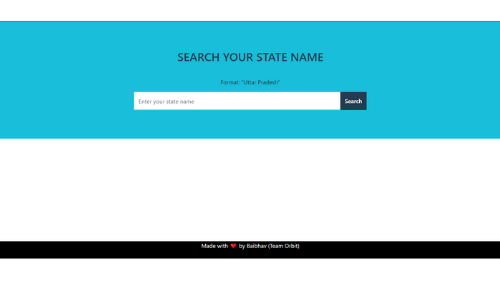 SEARCH YOUR STATE NAME
Format: "Uttar Pradesh"
Enter your state name
Search
Made with ❤ by Baibhav (Team Orbit)